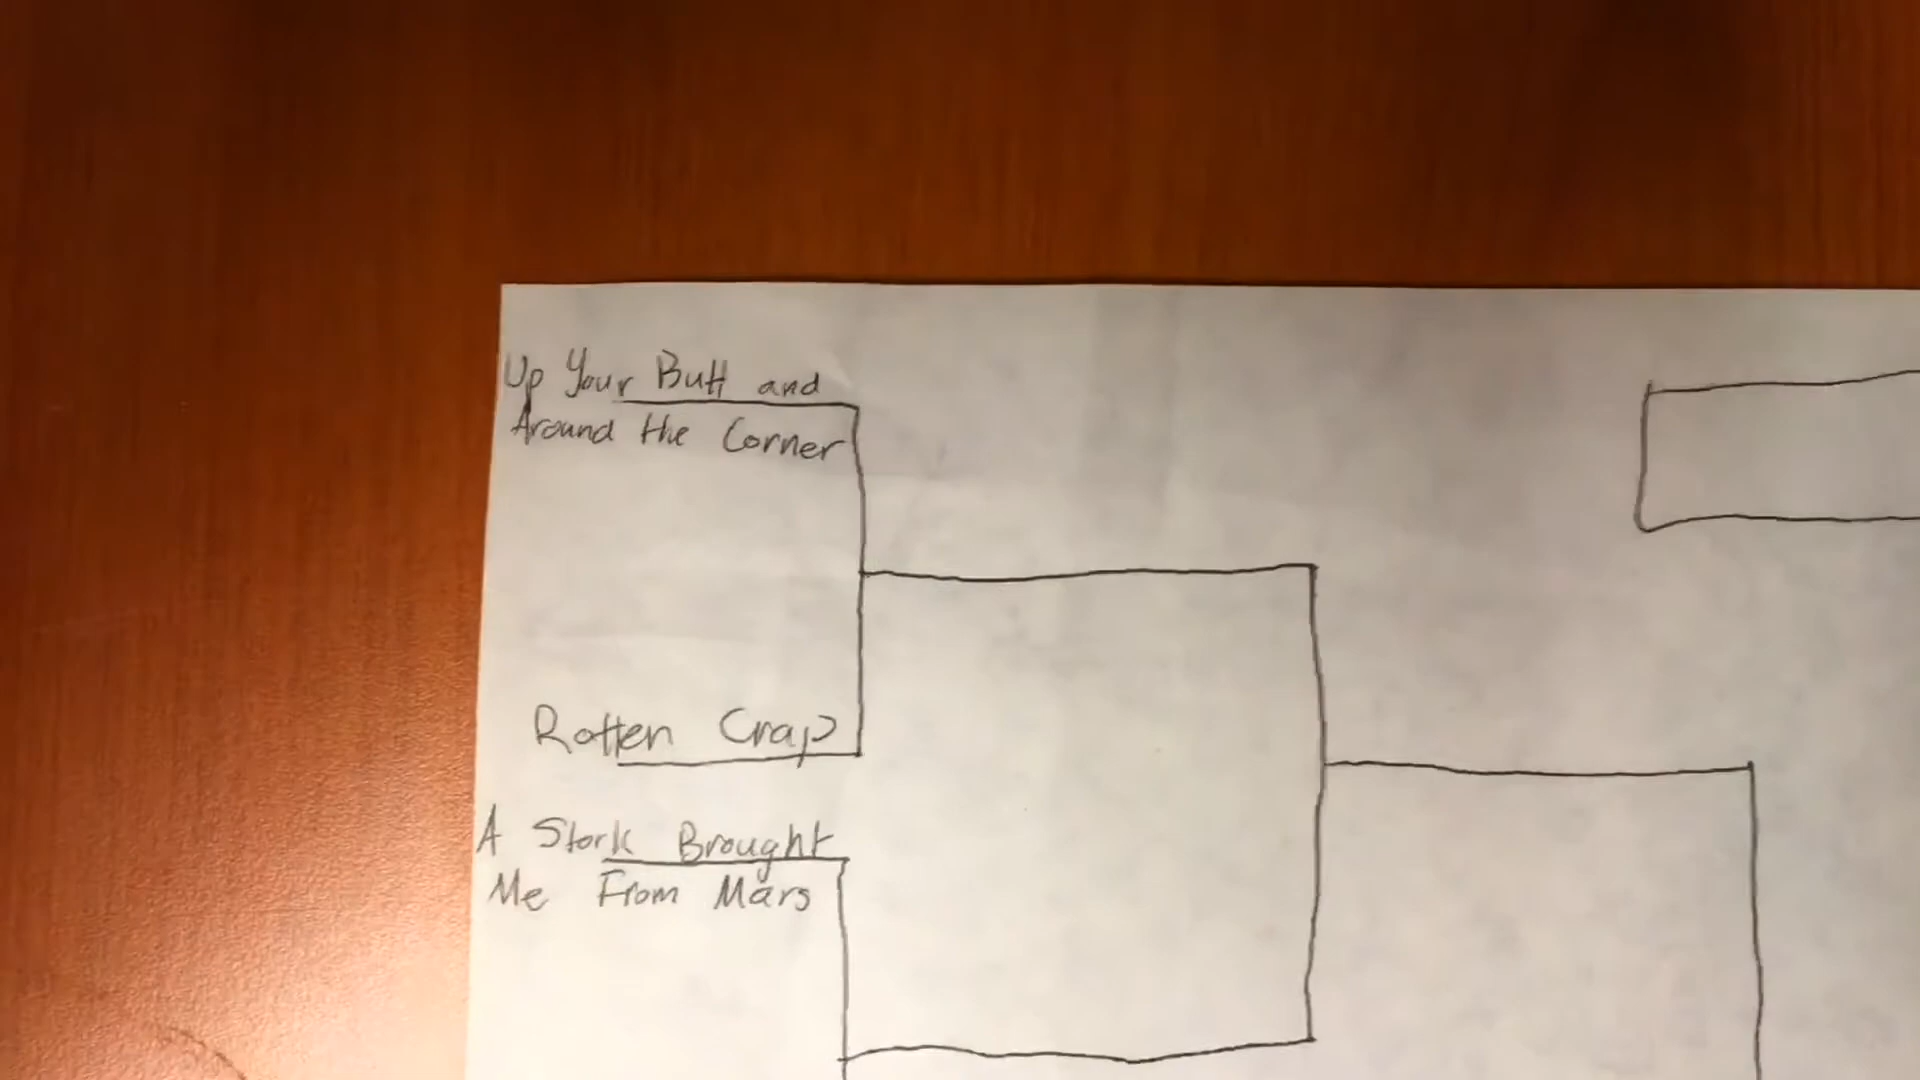 Up Your Butt and
Around the Corner
Rotten Crap
A Stork Brought
Me From Mars